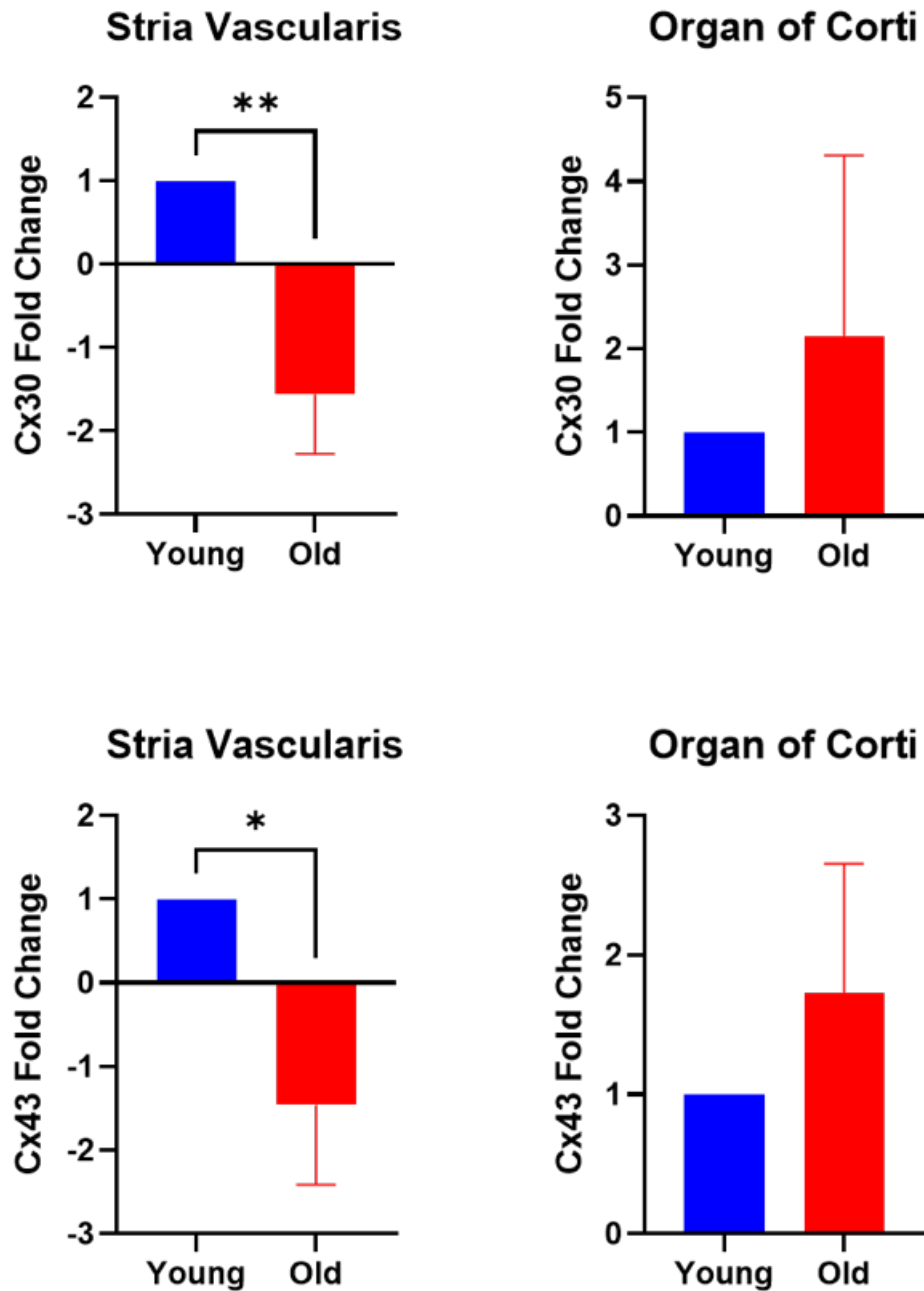 Stria Vascularis
Organ of Corti
Cx30 Fold Change
2
1
0
-1
-2
-3
**
Young Old
Cx30 Fold Change
5
4
3
2
1
0
Young Old
Stria Vascularis
Organ of Corti
Cx43 Fold Change
2
1
0
-1
-2
-3
*
Young Old
Cx43 Fold Change
3
2
1
0
Young Old